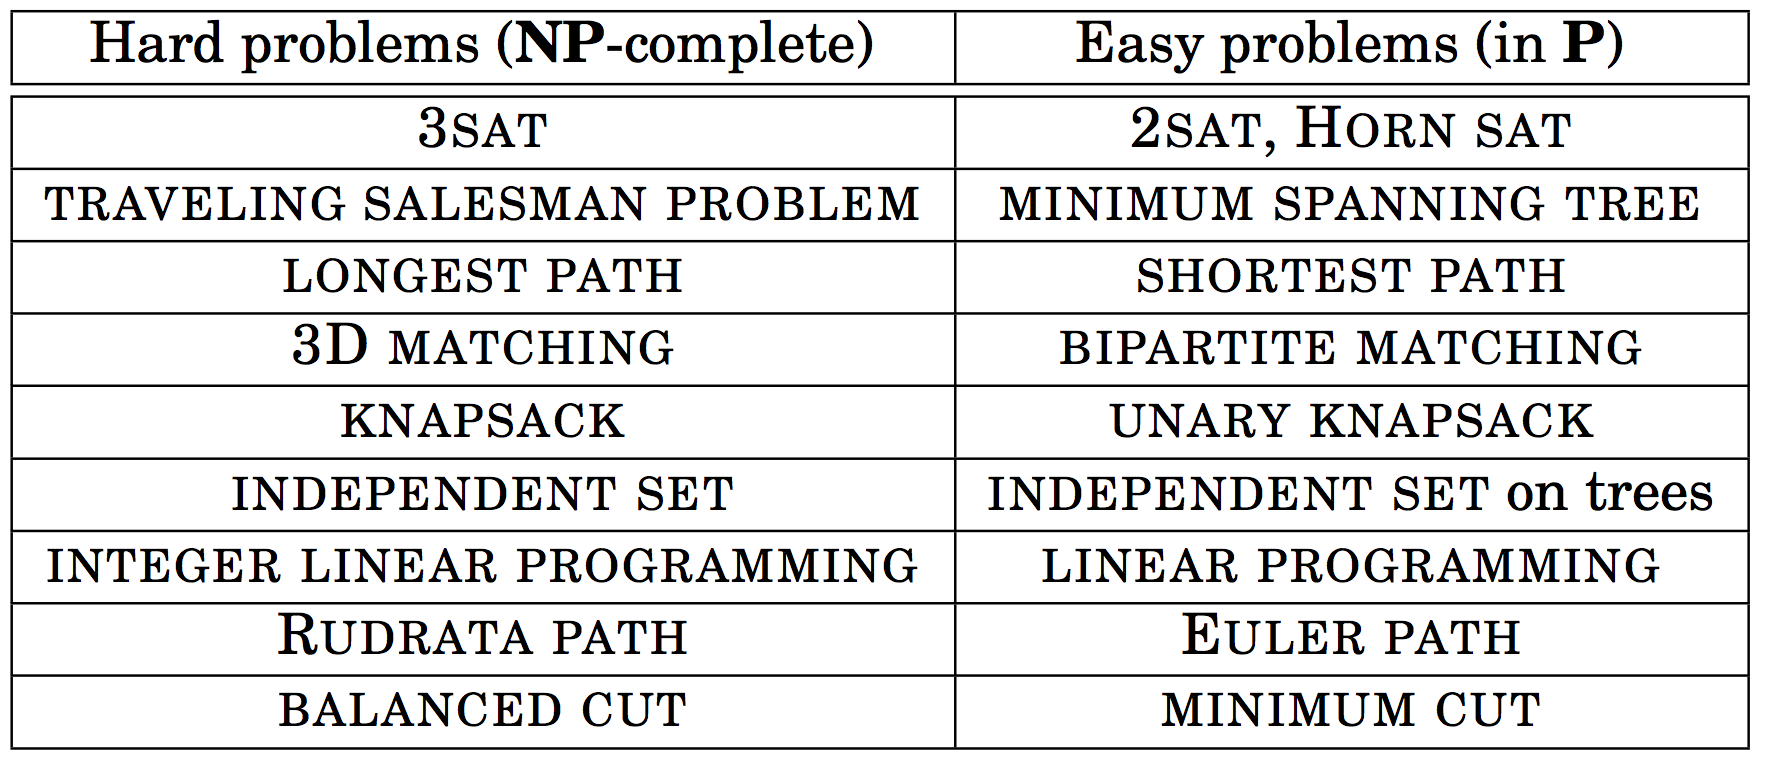 Hard problems (NP-complete) Easy problems (in P)
3SAT 2SAT, HORN SAT
TRAVELING SALESMAN PROBLEM MINIMUM SPANNING TREE
LONGEST PATH SHORTEST PATH
3D MATCHING BIPARTITE MATCHING
KNAPSACK UNARY KNAPSACK
INDEPENDENT SET INDEPENDENT SET on trees
INTEGER LINEAR PROGRAMMING LINEAR PROGRAMMING
RUDRATA PATH EULER PATH
BALANCED CUT MINIMUM CUT